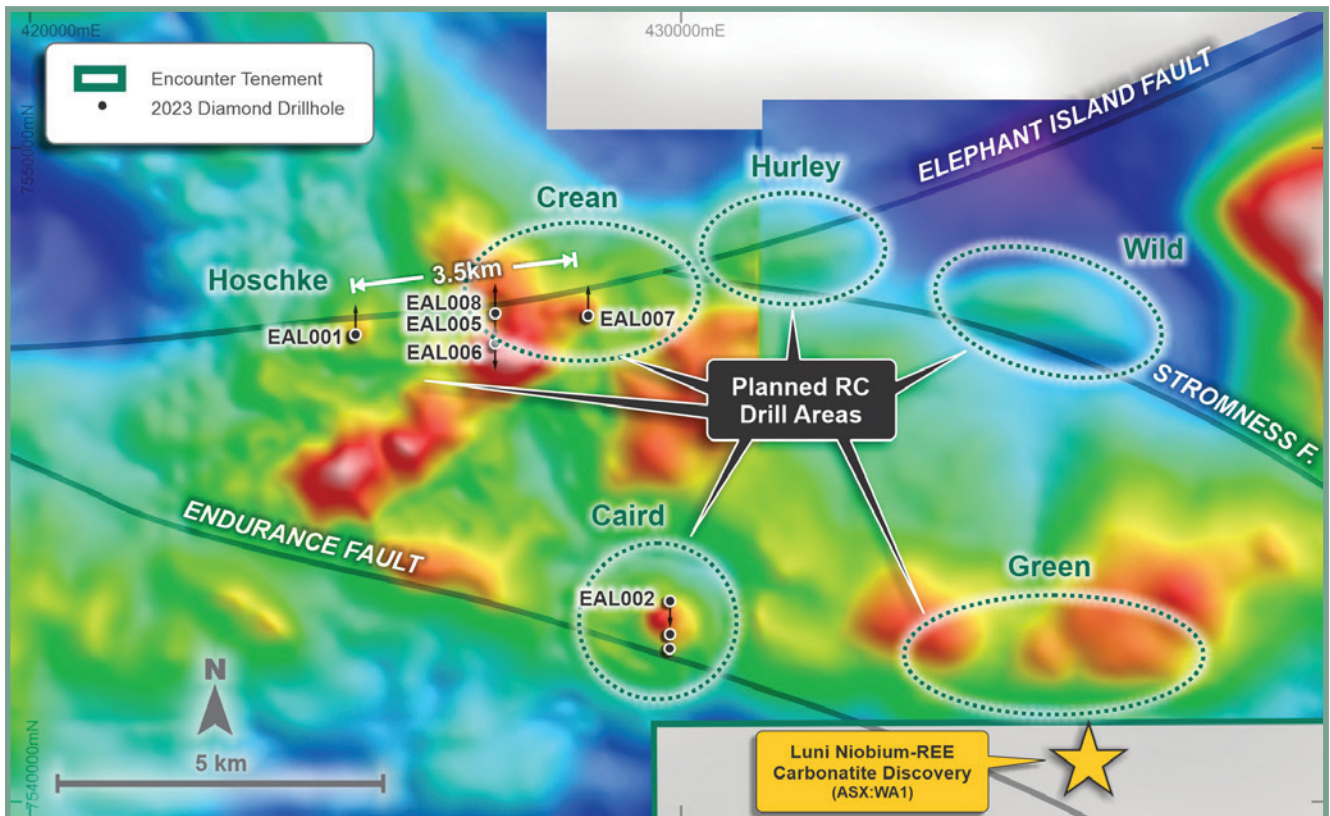 420000mE
430000mE
Encounter Tenement
2023 Diamond Drillhole
7550000mN
ELEPHANT ISLAND FAULT
Hurley
Crean
Wild
Hoschke
3.5km
EAL008
EAL005
EAL007
EAL001
EAL006
Planned RC
Drill Areas
STROMNESS F.
ENDURANCE FAULT
Caird
Green
EAL002
N
5 km
Luni Niobium-REE
Carbonatite Discovery
(ASX:WA1)
7540000mN